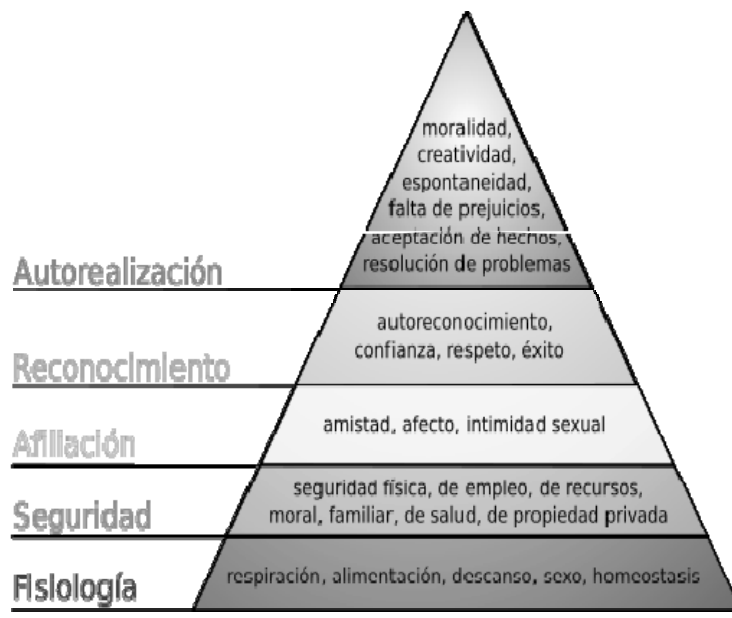 moralidad,
creatividad,
espontaneidad,
falta de prejuicios,
aceptación de hechos,
resolución de problemas
Autorealización
autoreconocimiento,
confianza, respeto, éxito
Reconocimiento
amistad, afecto, intimidad sexual
Afiliación
seguridad física, de empleo, de recursos,
moral, familiar, de salud, de propiedad privada
Seguridad
respiración, alimentación, descanso, sexo, homeostasis
Fisiología